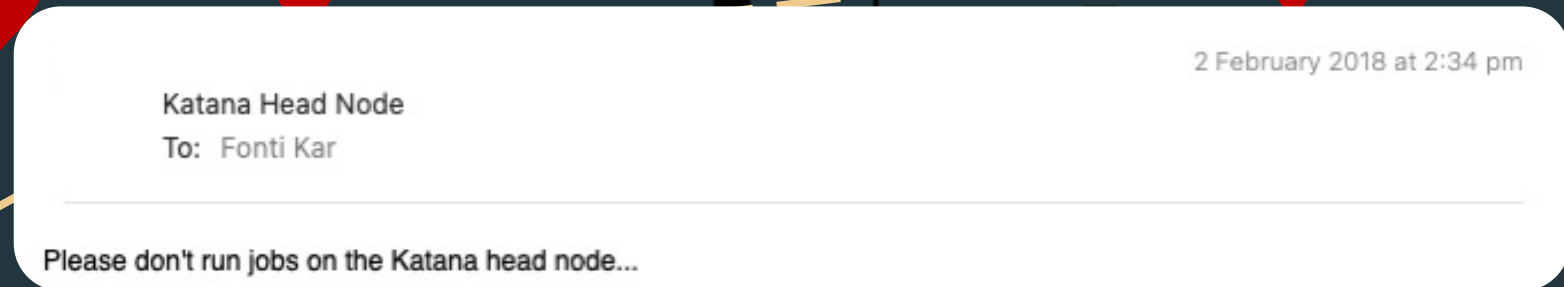 2 February 2018 at 2:34 pm
Katana Head Node
To: Fonti Kar
Please don't run jobs on the Katana head node...